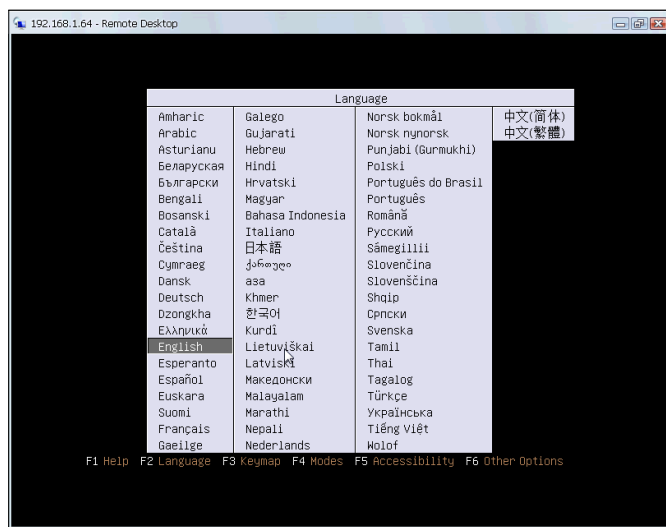 192.168.1.64 - Remote Desktop
Language
Amharic
Arabic
Asturianu
Беларуская
Български
Bengali
Bosanski
Català
Čeština
Cymraeg
Dansk
Deutsch
Dzongkha
Ελληνικά
English
Esperanto
Español
Euskara
Suomi
Français
Gaeilge
Galego
Gujarati
Hebrew
Hindi
Hrvatski
Magyar
Bahasa Indonesia
Italiano
日本語
ქართული
Қазақ
Khmer
한국어
Kurdî
Lietuviškai
Latviski
Македонски
Malayalam
Marathi
Nepali
Nederlands
Norsk bokmål
Norsk nynorsk
Punjabi (Gurmukhi)
Polski
Português do Brasil
Português
Română
Русский
Sámegillii
Slovenčina
Slovenščina
Shqip
Српски
Svenska
Tamil
Thai
Tagalog
Türkçe
Українська
Tiếng Việt
Wolof
中文(简体)
中文(繁體)
F1 Help F2 Language F3 Keymap F4 Modes F5 Accessibility F6 Other Options